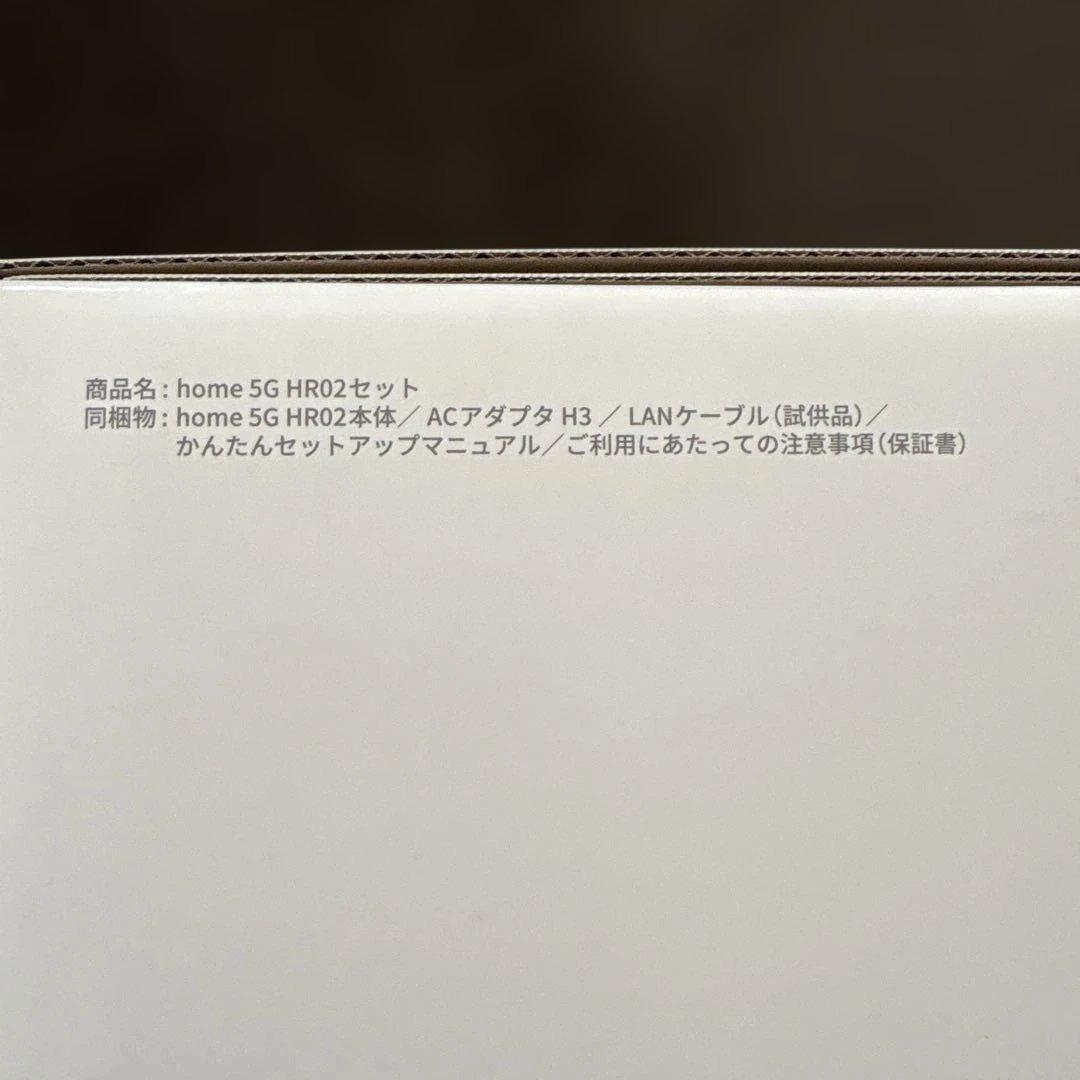 商品名：home 5G HR02セット
同梱物：home 5G HR02本体／ ACアダプタ H3 ／ LANケーブル（試供品）／
かんたんセットアップマニュアル／ご利用にあたっての注意事項（保証書）